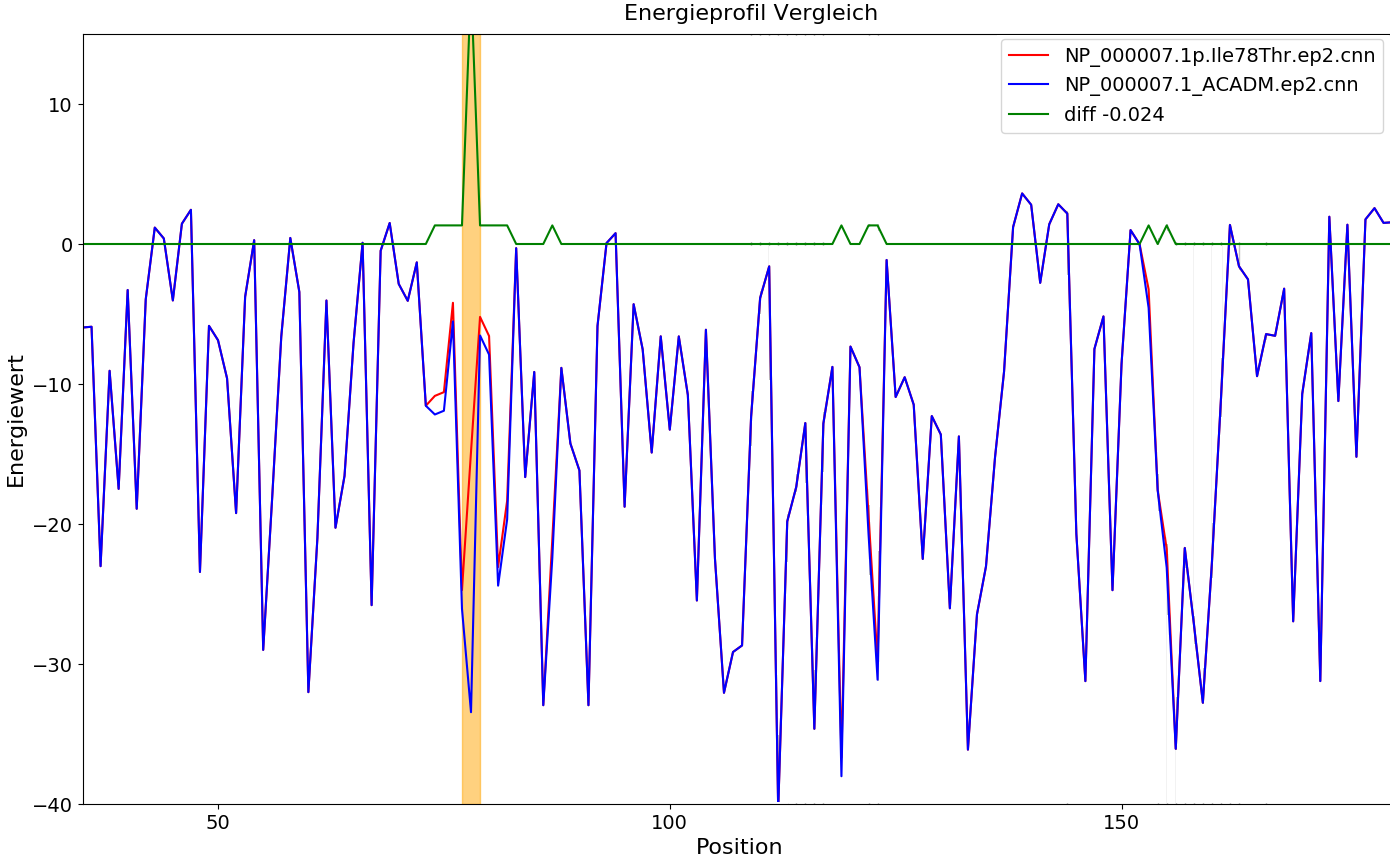 Energieprofil Vergleich
NP_000007.1p.Ile78Thr.ep2.cnn
NP_000007.1_ACADM.ep2.cnn
diff -0.024
10
0
−10
−20
−30
−40
Energiewert
50
100
150
Position